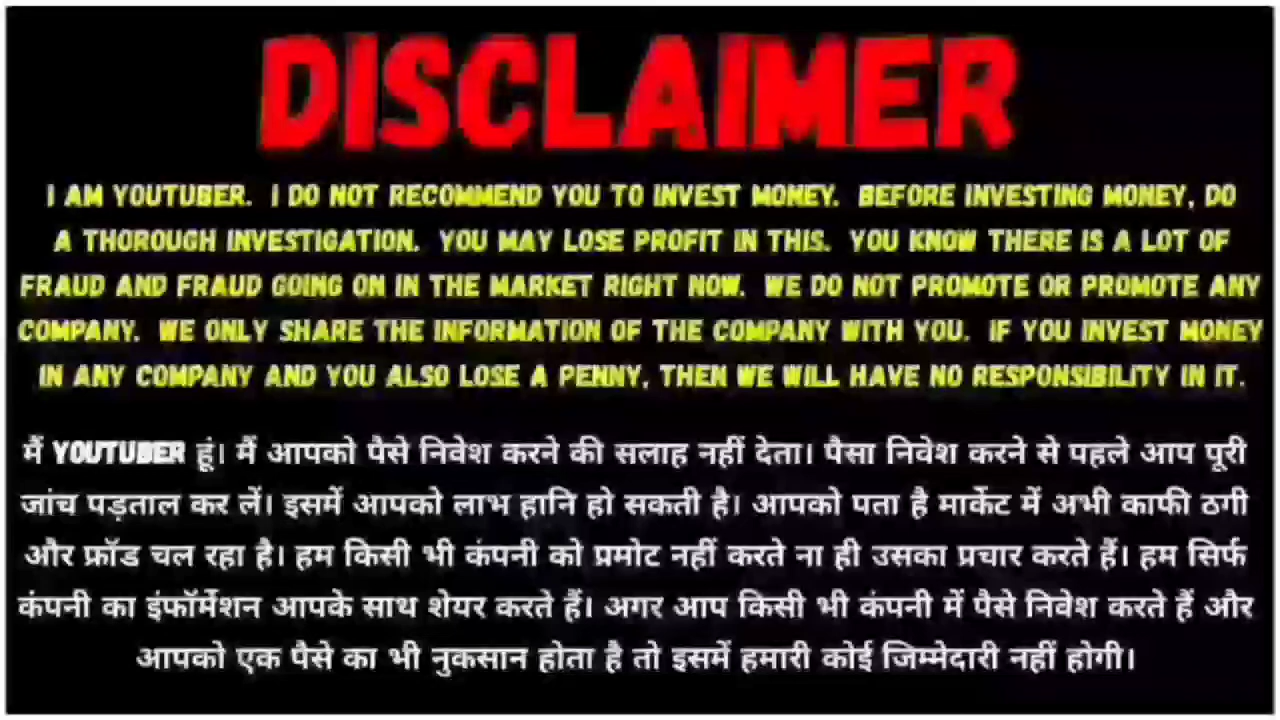 DISCLAIMER
I AM YOUTUBER. I DO NOT RECOMMEND YOU TO INVEST MONEY. BEFORE INVESTING MONEY, DO
A THOROUGH INVESTIGATION. YOU MAY LOSE PROFIT IN THIS. YOU KNOW THERE IS A LOT OF
FRAUD AND FRAUD GOING ON IN THE MARKET RIGHT NOW. WE DO NOT PROMOTE OR PROMOTE ANY
COMPANY. WE ONLY SHARE THE INFORMATION OF THE COMPANY WITH YOU. IF YOU INVEST MONEY
IN ANY COMPANY AND YOU ALSO LOSE A PENNY, THEN WE WILL HAVE NO RESPONSIBILITY IN IT.
मैं YOUTUBER हूं। मैं आपको पैसे निवेश करने की सलाह नहीं देता। पैसा निवेश करने से पहले आप पूरी
जांच पड़ताल कर लें। इसमें आपको लाभ हानि हो सकती है। आपको पता है मार्केट में अभी काफी ठगी
और फ्रॉड चल रहा है। हम किसी भी कंपनी को प्रमोट नहीं करते ना ही उसका प्रचार करते हैं। हम सिर्फ
कंपनी का इंफॉर्मेशन आपके साथ शेयर करते हैं। अगर आप किसी भी कंपनी में पैसे निवेश करते हैं और
आपको एक पैसे का भी नुकसान होता है तो इसमें हमारी कोई जिम्मेदारी नहीं होगी।